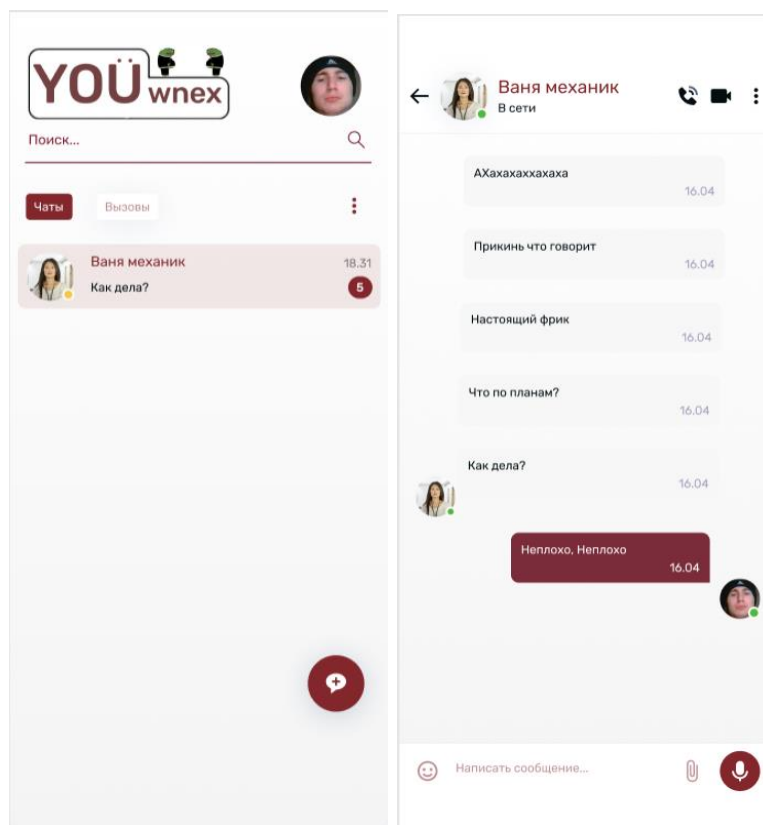 YOÜ wnex
Поиск...
Чаты
Вызовы
Ваня механик
18.31
Как дела?
5
Ваня механик
В сети
АХахахаххахаха
16.04
Прикинь что говорит
16.04
Настоящий фрик
16.04
Что по планам?
16.04
Как дела?
16.04
Неплохо, Неплохо
16.04
Написать сообщение...